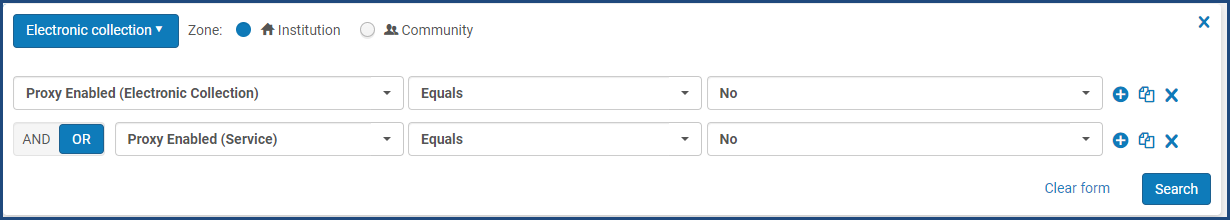 Electronic collection Zone: Institution Community
Proxy Enabled (Electronic Collection) Equals No
AND OR Proxy Enabled (Service) Equals No
Clear form Search